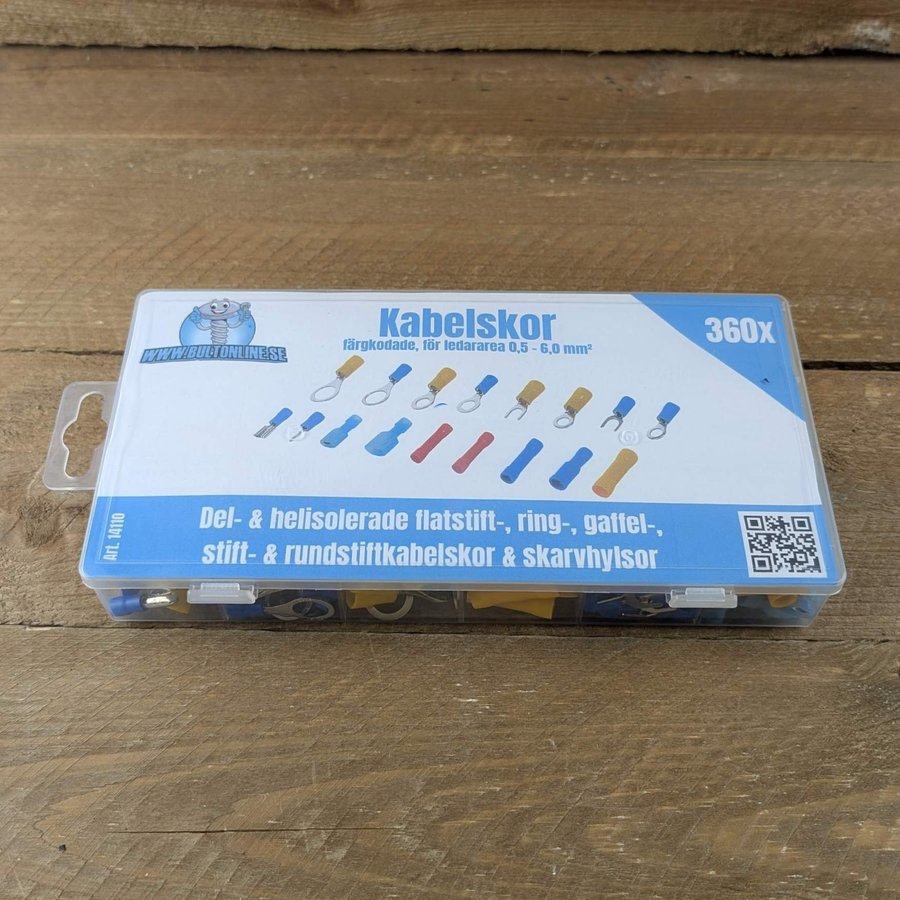 WWW.BULTONLINE.SE
Kabelskor
färgkodade, för ledararea 0,5 - 6,0 mm²
360x
Art. 14110
Del- & helisolerade flatstift-, ring-, gaffel-,
stift- & rundstiftkabelskor & skarvhylsor